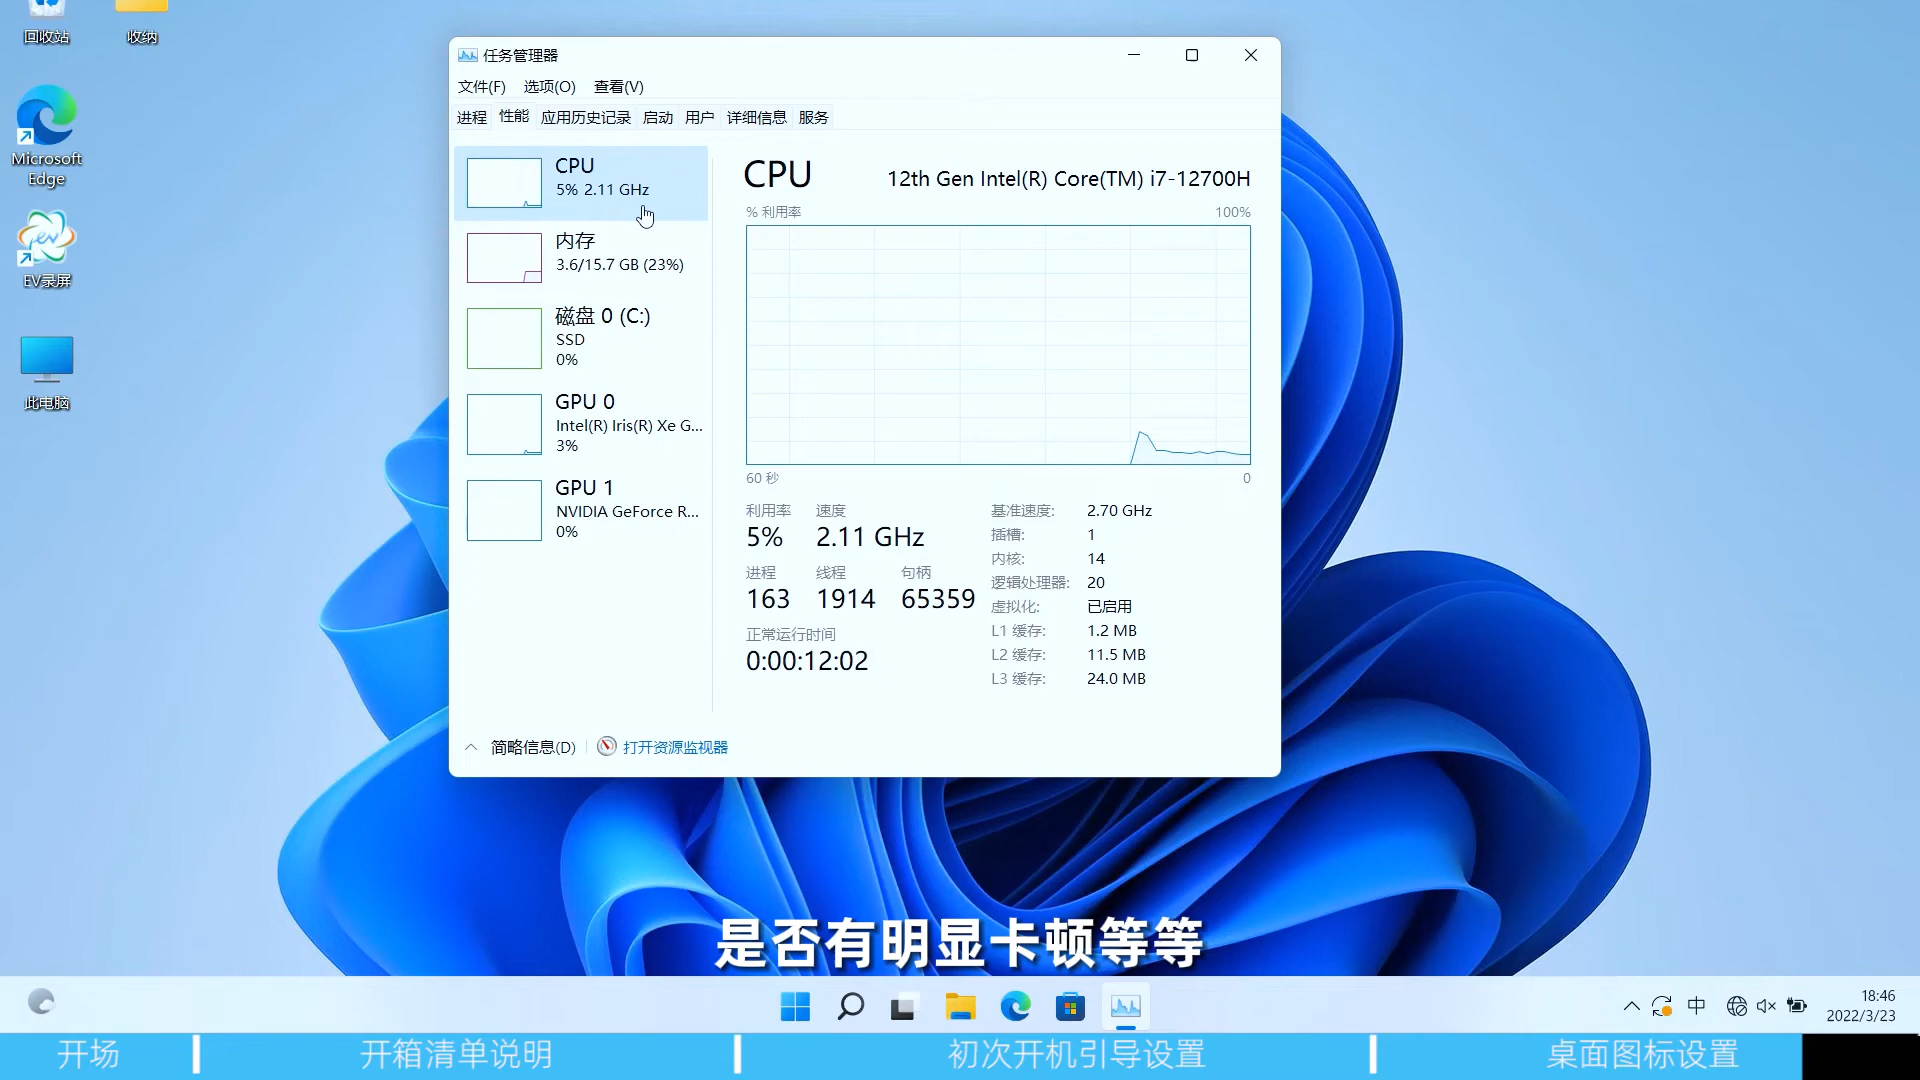 回收站
收纳
Microsoft
Edge
EV录屏
此电脑
任务管理器
文件(F) 选项(O) 查看(V)
进程 性能 应用历史记录 启动 用户 详细信息 服务
CPU
5% 2.11 GHz
内存
3.6/15.7 GB (23%)
磁盘 0 (C:)
SSD
0%
GPU 0
Intel(R) Iris(R) Xe G...
3%
GPU 1
NVIDIA GeForce R...
0%
CPU 12th Gen Intel(R) Core(TM) i7-12700H
% 利用率 100%
60 秒 0
利用率 速度
5% 2.11 GHz
进程 线程 句柄
163 1914 65359
正常运行时间
0:00:12:02
基准速度: 2.70 GHz
插槽: 1
内核: 14
逻辑处理器: 20
虚拟化: 已启用
L1 缓存: 1.2 MB
L2 缓存: 11.5 MB
L3 缓存: 24.0 MB
简略信息(D) 打开资源监视器
是否有明显卡顿等等
中
18:46
2022/3/23
开场 开箱清单说明 初次开机引导设置 桌面图标设置